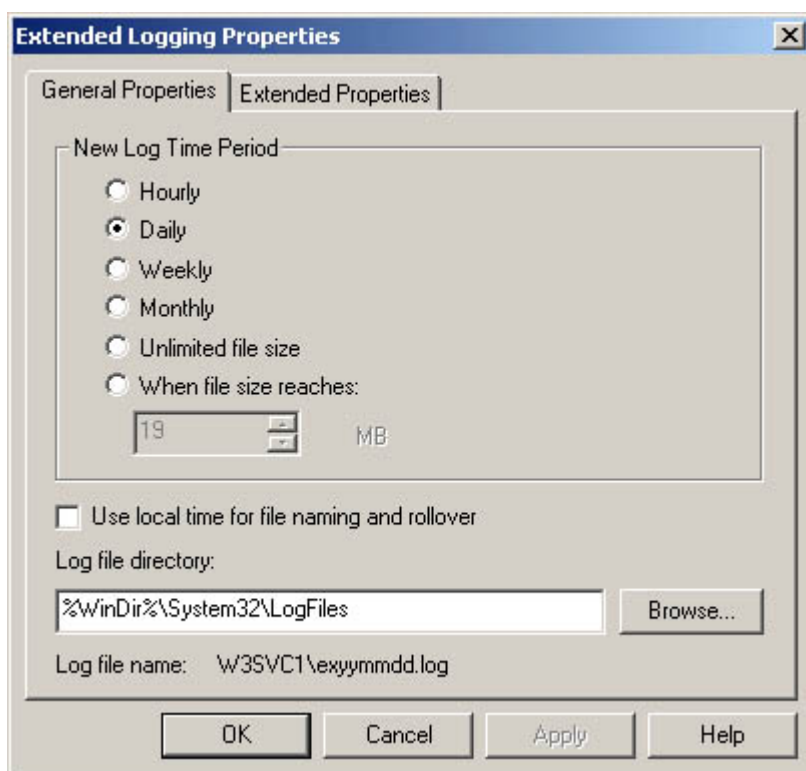 Extended Logging Properties
General Properties Extended Properties
New Log Time Period
Hourly
Daily
Weekly
Monthly
Unlimited file size
When file size reaches:
19 MB
Use local time for file naming and rollover
Log file directory:
%WinDir%\System32\LogFiles Browse...
Log file name: W3SVC1\exyymmdd.log
OK Cancel Apply Help